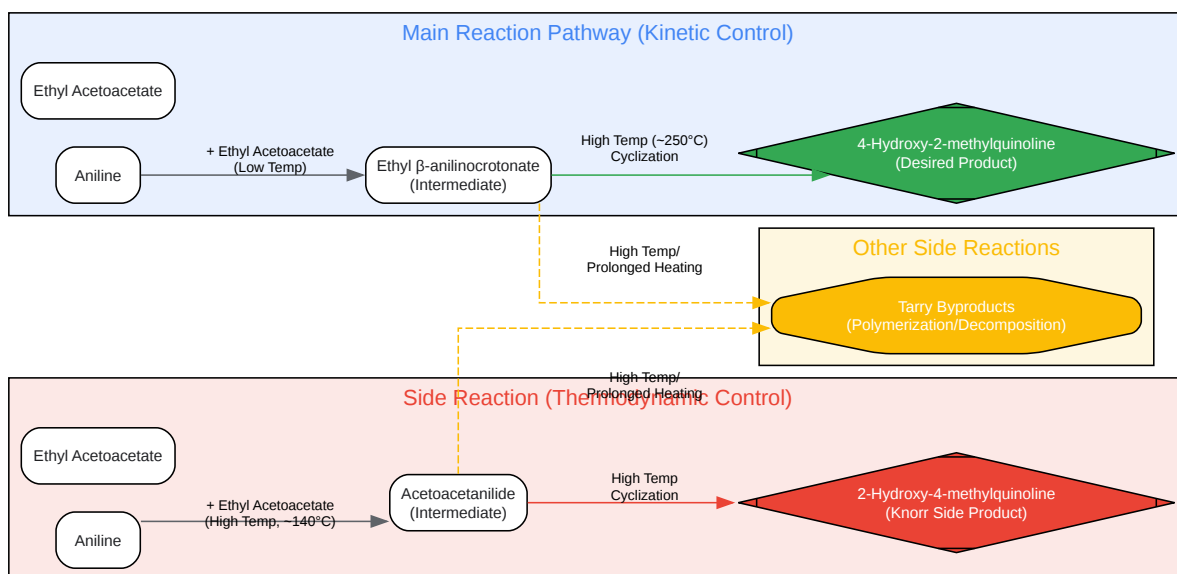 Main Reaction Pathway (Kinetic Control)
Ethyl Acetoacetate
Aniline
+ Ethyl Acetoacetate
(Low Temp)
Ethyl β-anilinocrotonate
(Intermediate)
High Temp (~250°C)
Cyclization
4-Hydroxy-2-methylquinoline
(Desired Product)
High Temp/
Prolonged Heating
Other Side Reactions
Tarry Byproducts
(Polymerization/Decomposition)
High Temp/
Prolonged Heating
Side Reaction (Thermodynamic Control)
Ethyl Acetoacetate
Aniline
+ Ethyl Acetoacetate
(High Temp, ~140°C)
Acetoacetanilide
(Intermediate)
High Temp
Cyclization
2-Hydroxy-4-methylquinoline
(Knorr Side Product)